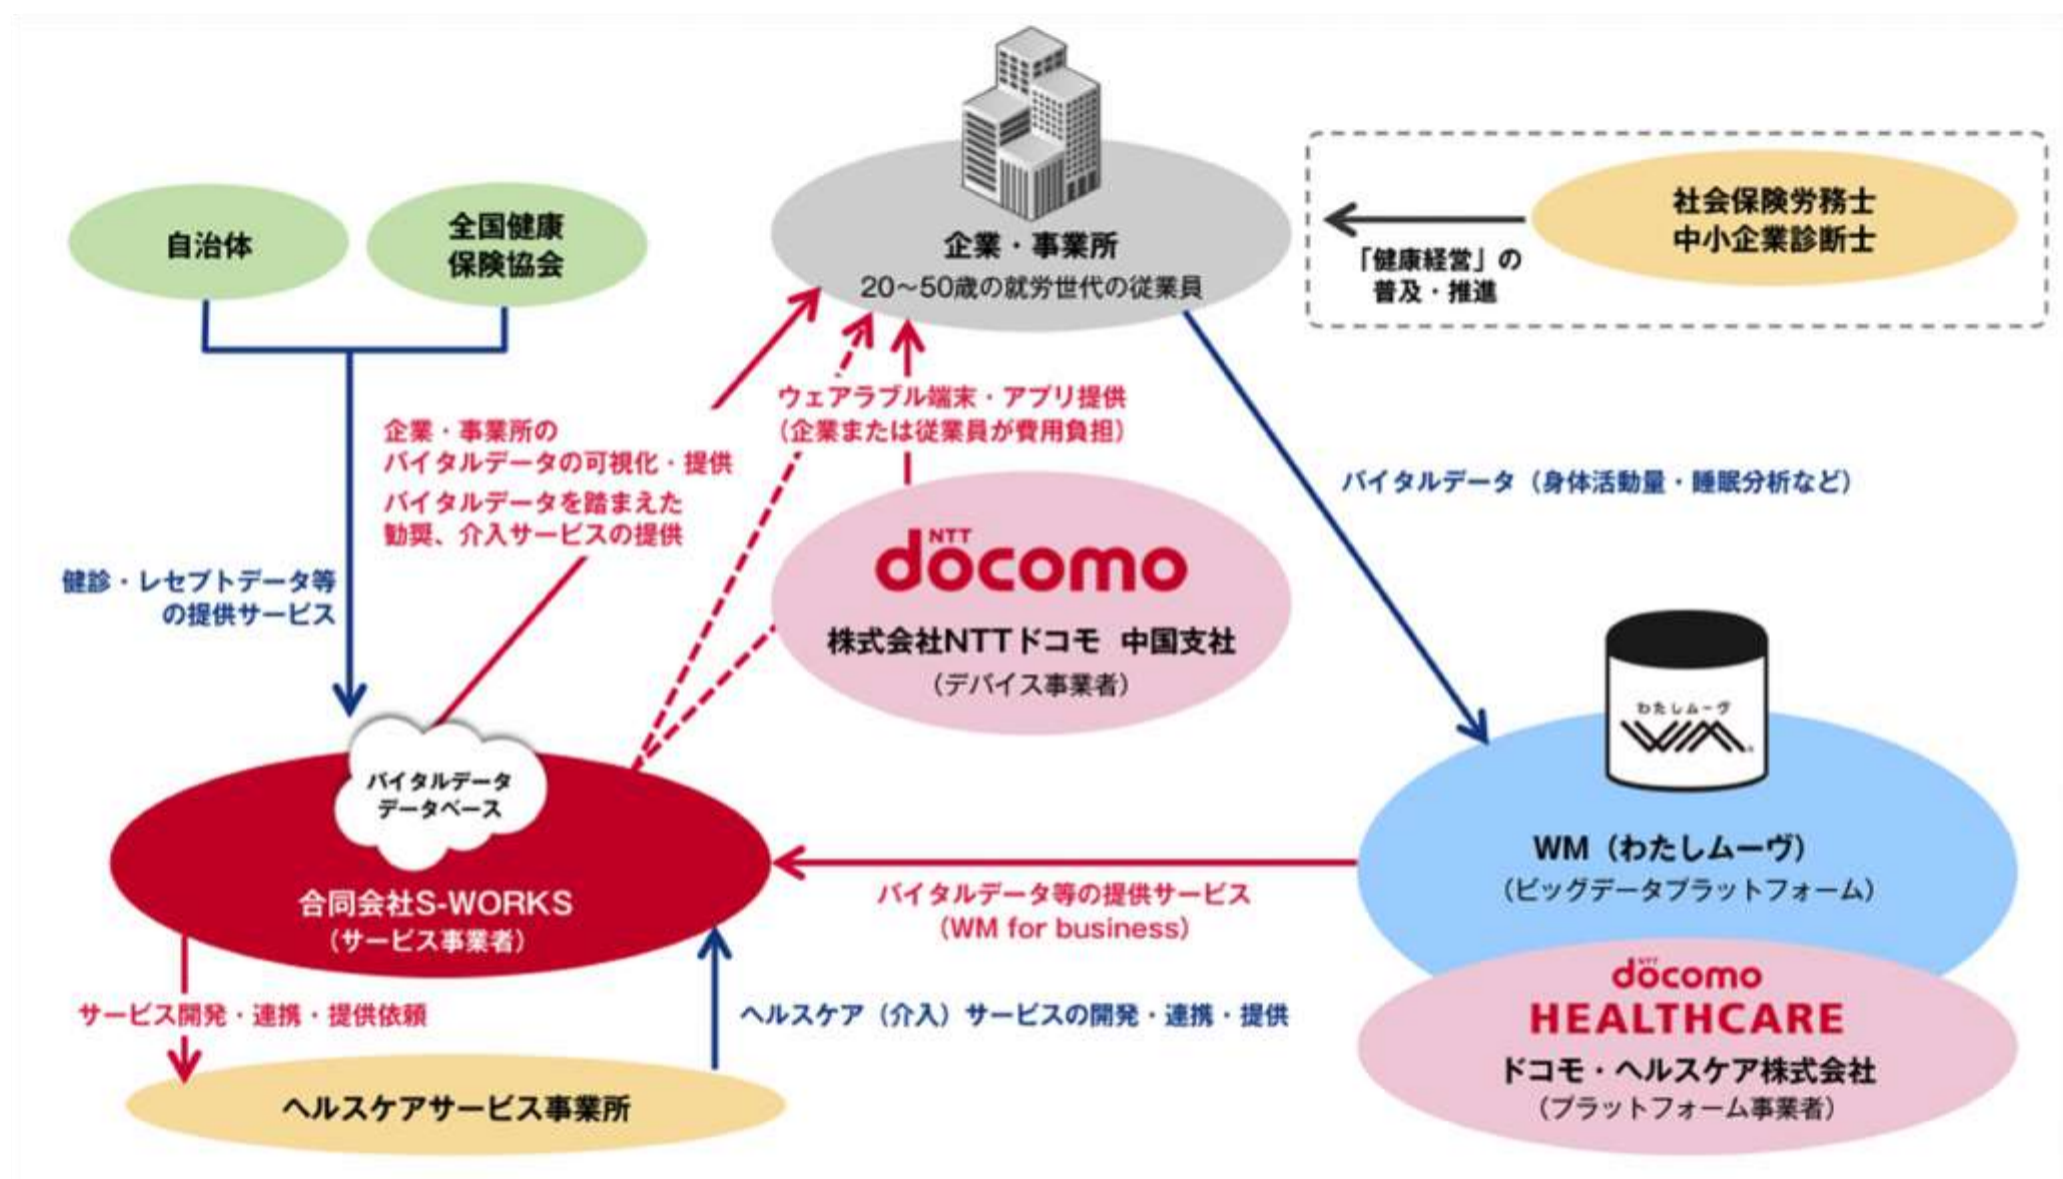 自治体
全国健康
保険協会
企業・事業所
20〜50歳の就労世代の従業員
社会保険労務士
中小企業診断士
「健康経営」の
普及・推進
ウェアラブル端末・アプリ提供
（企業または従業員が費用負担）
企業・事業所の
バイタルデータの可視化・提供
バイタルデータを踏まえた
勧奨、介入サービスの提供
バイタルデータ（身体活動量・睡眠分析など）
健診・レセプトデータ等
の提供サービス
NTT
docomo
株式会社NTTドコモ 中国支社
（デバイス事業者）
わたしムーヴ
WM
バイタルデータ
データベース
合同会社S-WORKS
（サービス事業者）
WM（わたしムーヴ）
（ビッグデータプラットフォーム）
バイタルデータ等の提供サービス
（WM for business）
NTT
docomo
HEALTHCARE
ドコモ・ヘルスケア株式会社
（プラットフォーム事業者）
サービス開発・連携・提供依頼
ヘルスケア（介入）サービスの開発・連携・提供
ヘルスケアサービス事業所